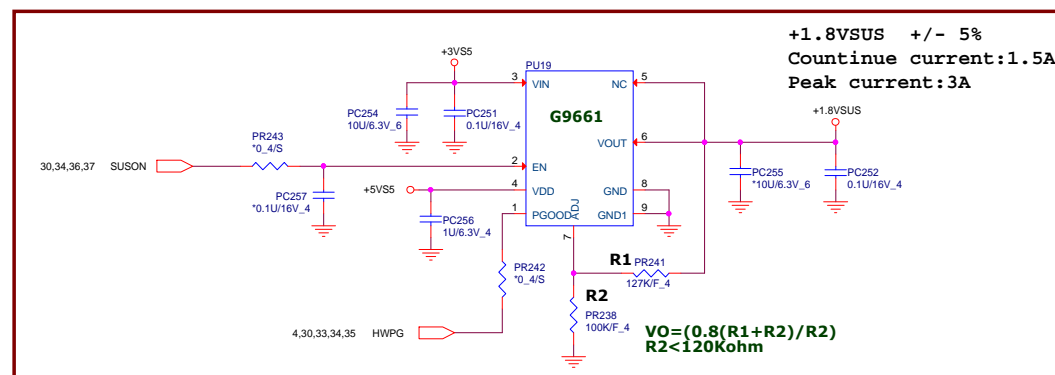 +1.8VSUS +/- 5%
Countinue current:1.5A
Peak current:3A
+3VS5
PU19
3
VIN
NC
5
G9661
PC254
10U/6.3V_6
PC251
0.1U/16V_4
+1.8VSUS
PR243
*0_4/S
VOUT
6
30,34,36,37
SUSON
2
EN
PC255
*10U/6.3V_6
PC252
0.1U/16V_4
PC257
*0.1U/16V_4
+5VS5
4
VDD
GND
8
PC256
1U/6.3V_4
1
PGOOD
ADJ
GND1
9
7
R1
PR241
127K/F_4
PR242
*0_4/S
R2
PR238
100K/F_4
4,30,33,34,35
HWPG
VO=(0.8(R1+R2)/R2)
R2<120Kohm